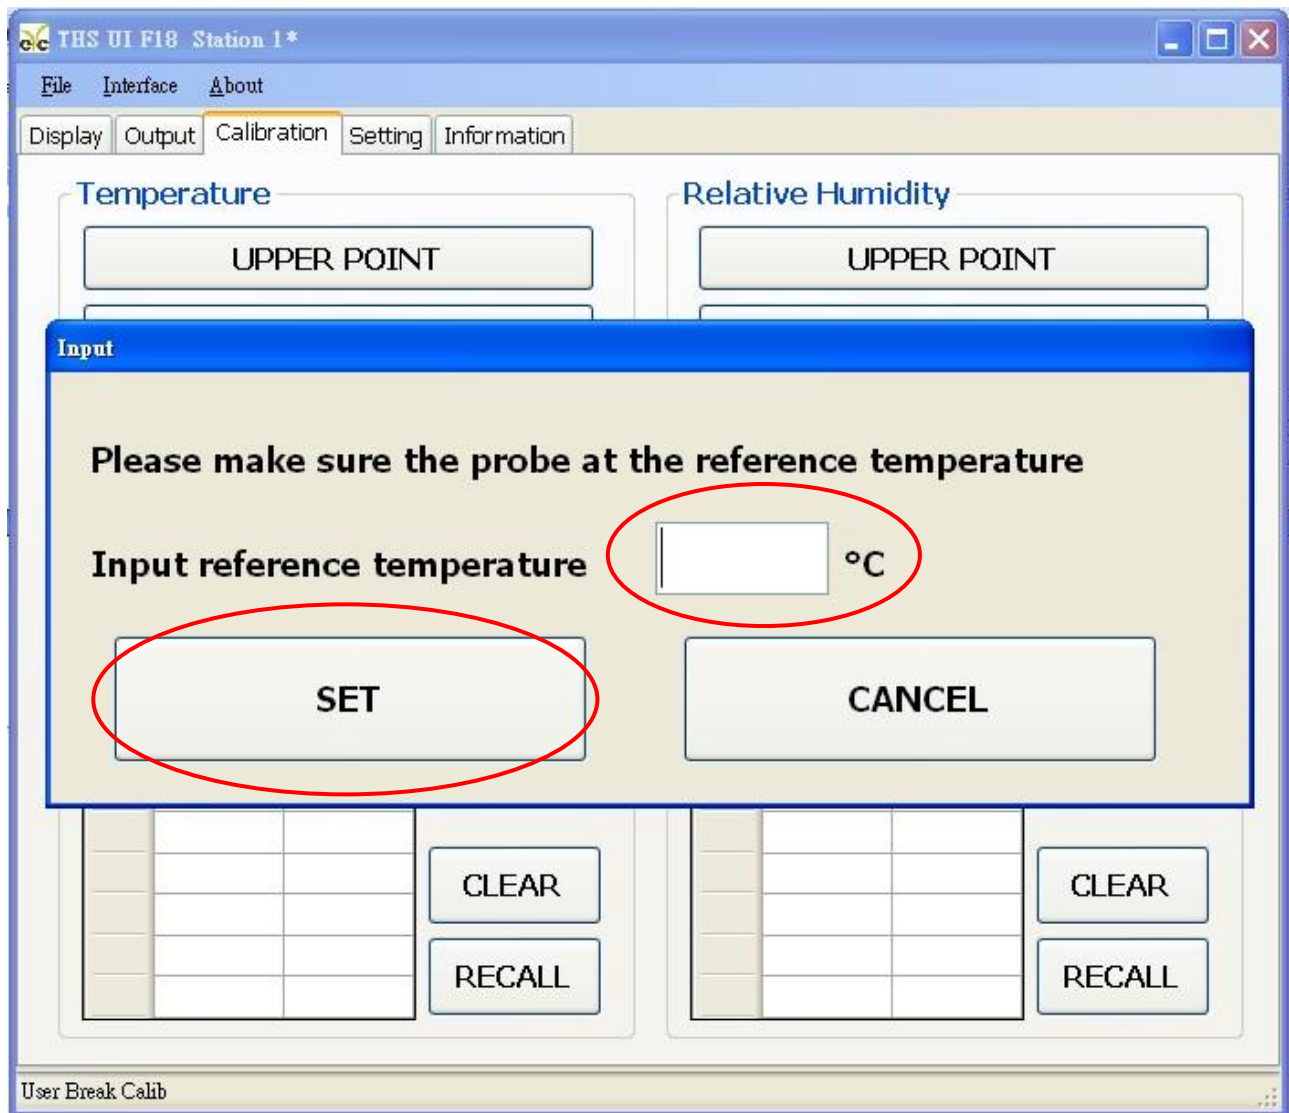 THS UI F18 Station 1*
File Interface About
Display Output Calibration Setting Information
Temperature Relative Humidity
UPPER POINT UPPER POINT
Input
Please make sure the probe at the reference temperature
Input reference temperature °C
SET CANCEL
CLEAR CLEAR
RECALL RECALL
User Break Calib